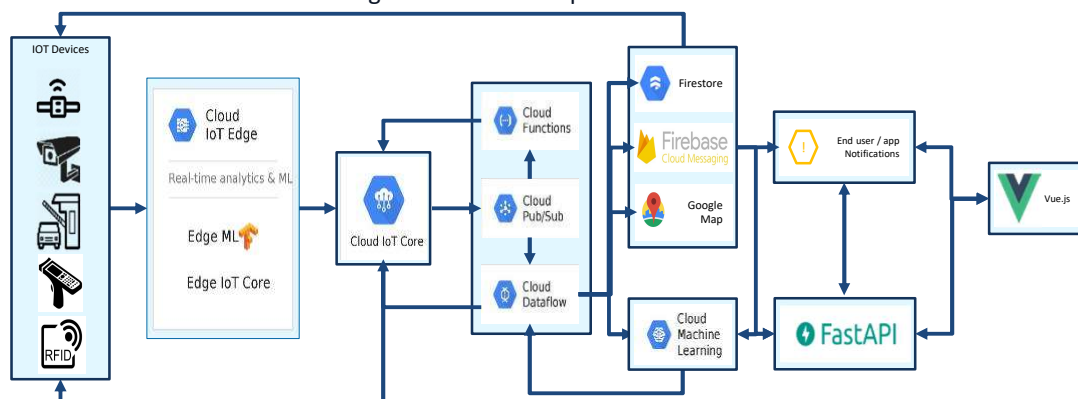 IOT Devices
RFID
Cloud
IoT Edge
Real-time analytics & ML
Edge ML
Edge IoT Core
Cloud IoT Core
Cloud
Functions
Cloud
Pub/Sub
Cloud
Dataflow
Firestore
Firebase
Cloud Messaging
Google
Map
Cloud
Machine
Learning
End user / app
Notifications
FastAPI
Vue.js